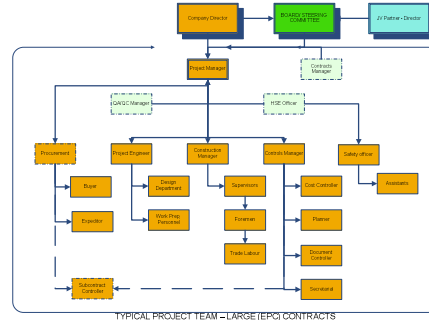 Company Director
BOARD/ STEERING
COMMITTEE
JV Partner - Director
Project Manager
Contracts
Manager
QA/QC Manager
HSE Officer
Procurement
Project Engineer
Construction
Manager
Controls Manager
Safety officer
Buyer
Design
Department
Supervisors
Cost Controller
Assistants
Expeditor
Work Prep
Personnel
Foremen
Planner
Trade Labour
Document
Controller
Subcontract
Controller
Secretariat
TYPICAL PROJECT TEAM – LARGE (EPC) CONTRACTS